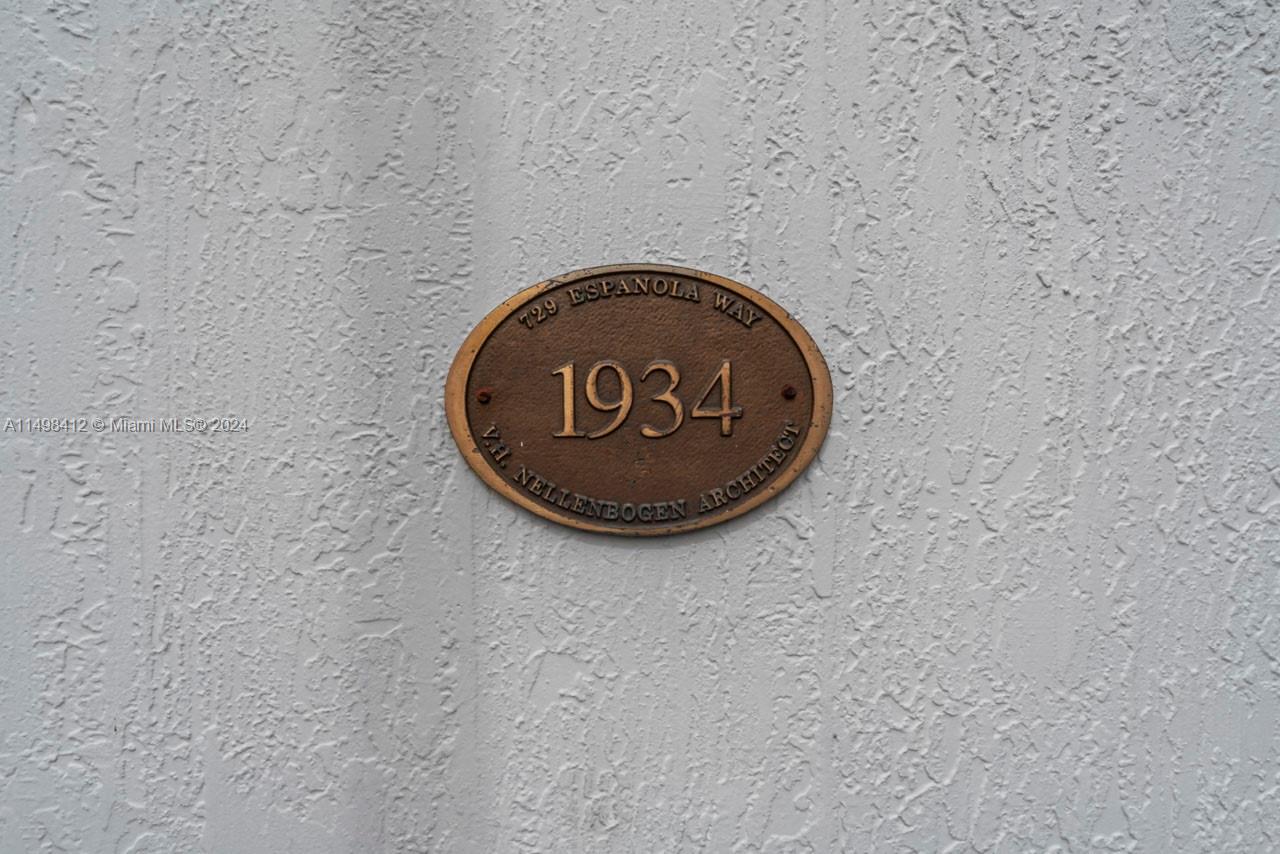 729 ESPANOLA WAY
1934
V.H. NELLENBOGEN ARCHITECT
A11498412 © Miami MLS® 2024